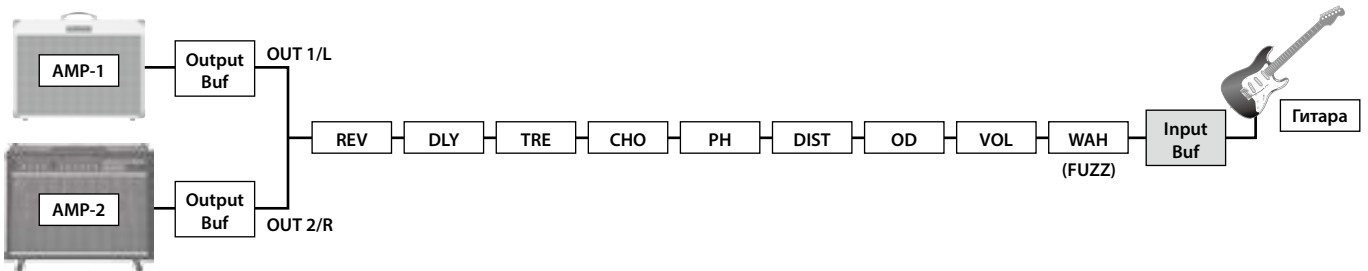 AMP-1
Output
Buf
OUT 1/L
REV
DLY
TRE
CHO
PH
DIST
OD
VOL
WAH
(FUZZ)
Input
Buf
Гитара
AMP-2
Output
Buf
OUT 2/R